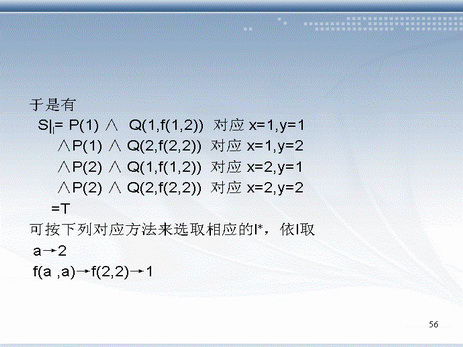 于是有
S|ᵢ= P(1) ∧ Q(1,f(1,2)) 对应 x=1,y=1
∧P(1) ∧ Q(2,f(2,2)) 对应 x=1,y=2
∧P(2) ∧ Q(1,f(1,2)) 对应 x=2,y=1
∧P(2) ∧ Q(2,f(2,2)) 对应 x=2,y=2
=T
可按下列对应方法来选取相应的I*，依I取
a→2
f(a ,a)→f(2,2)→1
56